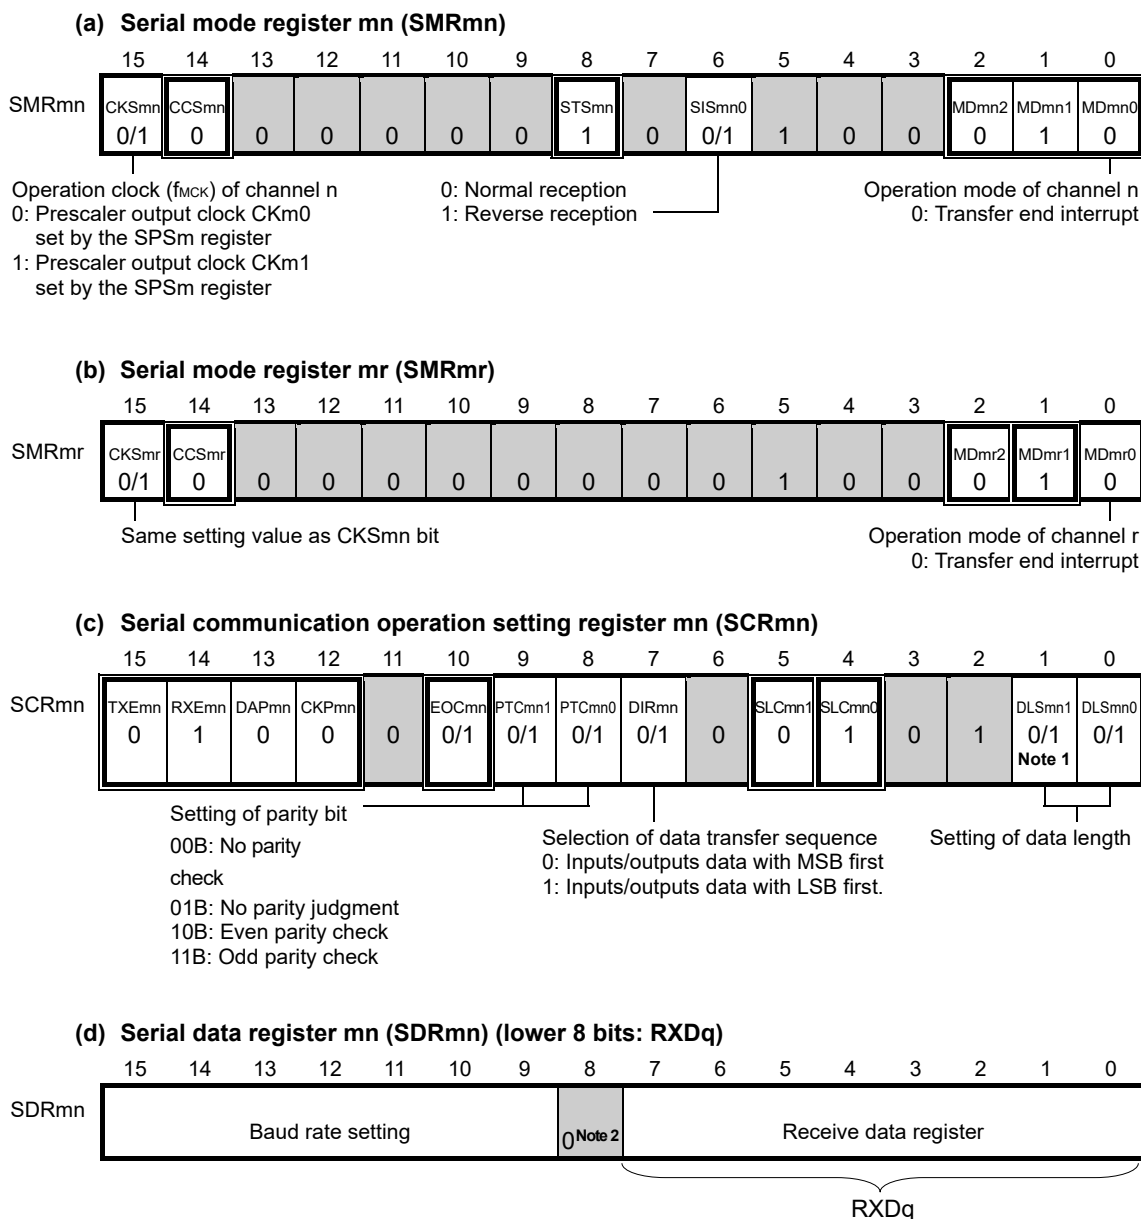 (a) Serial mode register mn (SMRmn)
15 14 13 12 11 10 9 8 7 6 5 4 3 2 1 0
SMRmn
CKSmn CCSmn STSmn SISmn0 MDmn2 MDmn1 MDmn0
0/1 0 0 0 0 0 0 1 0 0/1 1 0 0 0 1 0
Operation clock (fMCK) of channel n
0: Prescaler output clock CKm0
set by the SPSm register
1: Prescaler output clock CKm1
set by the SPSm register
0: Normal reception
1: Reverse reception
Operation mode of channel n
0: Transfer end interrupt
(b) Serial mode register mr (SMRmr)
15 14 13 12 11 10 9 8 7 6 5 4 3 2 1 0
SMRmr
CKSmr CCSmr MDmr2 MDmr1 MDmr0
0/1 0 0 0 0 0 0 0 0 0 1 0 0 0 1 0
Same setting value as CKSmn bit
Operation mode of channel r
0: Transfer end interrupt
(c) Serial communication operation setting register mn (SCRmn)
15 14 13 12 11 10 9 8 7 6 5 4 3 2 1 0
SCRmn
TXEmn RXEmn DAPmn CKPmn EOCmn PTCmn1 PTCmn0 DIRmn SLCmn1 SLCmn0 DLSmn1 DLSmn0
0 1 0 0 0 0/1 0/1 0/1 0/1 0 0 1 0 1 0/1 0/1
Note 1
Setting of parity bit
00B: No parity
check
01B: No parity judgment
10B: Even parity check
11B: Odd parity check
Selection of data transfer sequence
0: Inputs/outputs data with MSB first
1: Inputs/outputs data with LSB first.
Setting of data length
(d) Serial data register mn (SDRmn) (lower 8 bits: RXDq)
15 14 13 12 11 10 9 8 7 6 5 4 3 2 1 0
SDRmn
Baud rate setting 0Note 2 Receive data register
RXDq